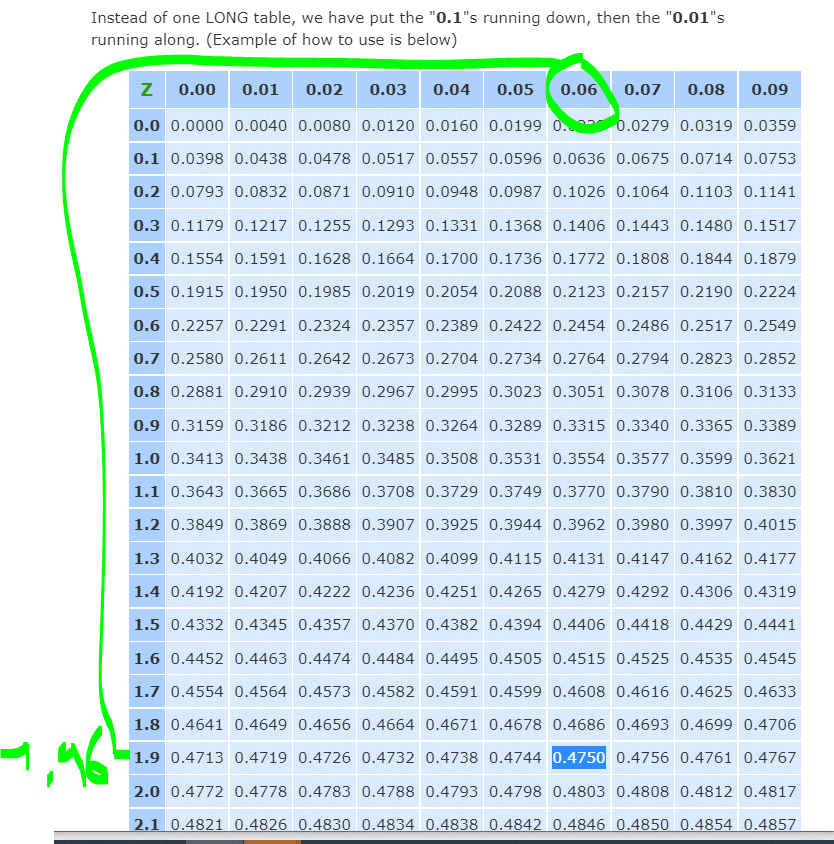 Instead of one LONG table, we have put the "0.1"s running down, then the "0.01"s
running along. (Example of how to use is below)
Z 0.00 0.01 0.02 0.03 0.04 0.05 0.06 0.07 0.08 0.09
0.0 0.0000 0.0040 0.0080 0.0120 0.0160 0.0199 0.0279 0.0319 0.0359
0.1 0.0398 0.0438 0.0478 0.0517 0.0557 0.0596 0.0636 0.0675 0.0714 0.0753
0.2 0.0793 0.0832 0.0871 0.0910 0.0948 0.0987 0.1026 0.1064 0.1103 0.1141
0.3 0.1179 0.1217 0.1255 0.1293 0.1331 0.1368 0.1406 0.1443 0.1480 0.1517
0.4 0.1554 0.1591 0.1628 0.1664 0.1700 0.1736 0.1772 0.1808 0.1844 0.1879
0.5 0.1915 0.1950 0.1985 0.2019 0.2054 0.2088 0.2123 0.2157 0.2190 0.2224
0.6 0.2257 0.2291 0.2324 0.2357 0.2389 0.2422 0.2454 0.2486 0.2517 0.2549
0.7 0.2580 0.2611 0.2642 0.2673 0.2704 0.2734 0.2764 0.2794 0.2823 0.2852
0.8 0.2881 0.2910 0.2939 0.2967 0.2995 0.3023 0.3051 0.3078 0.3106 0.3133
0.9 0.3159 0.3186 0.3212 0.3238 0.3264 0.3289 0.3315 0.3340 0.3365 0.3389
1.0 0.3413 0.3438 0.3461 0.3485 0.3508 0.3531 0.3554 0.3577 0.3599 0.3621
1.1 0.3643 0.3665 0.3686 0.3708 0.3729 0.3749 0.3770 0.3790 0.3810 0.3830
1.2 0.3849 0.3869 0.3888 0.3907 0.3925 0.3944 0.3962 0.3980 0.3997 0.4015
1.3 0.4032 0.4049 0.4066 0.4082 0.4099 0.4115 0.4131 0.4147 0.4162 0.4177
1.4 0.4192 0.4207 0.4222 0.4236 0.4251 0.4265 0.4279 0.4292 0.4306 0.4319
1.5 0.4332 0.4345 0.4357 0.4370 0.4382 0.4394 0.4406 0.4418 0.4429 0.4441
1.6 0.4452 0.4463 0.4474 0.4484 0.4495 0.4505 0.4515 0.4525 0.4535 0.4545
1.7 0.4554 0.4564 0.4573 0.4582 0.4591 0.4599 0.4608 0.4616 0.4625 0.4633
1.8 0.4641 0.4649 0.4656 0.4664 0.4671 0.4678 0.4686 0.4693 0.4699 0.4706
1.96
1.9 0.4713 0.4719 0.4726 0.4732 0.4738 0.4744 0.4750 0.4756 0.4761 0.4767
2.0 0.4772 0.4778 0.4783 0.4788 0.4793 0.4798 0.4803 0.4808 0.4812 0.4817
2.1 0.4821 0.4826 0.4830 0.4834 0.4838 0.4842 0.4846 0.4850 0.4854 0.4857